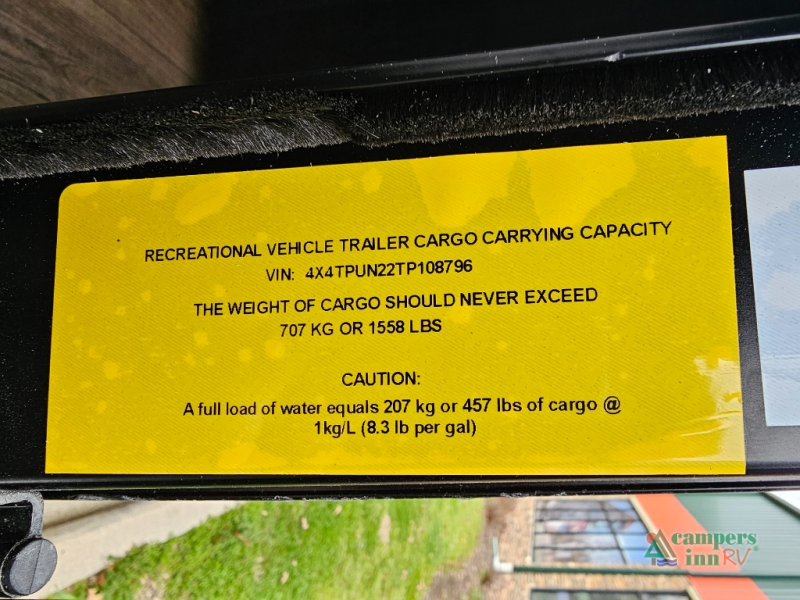 RECREATIONAL VEHICLE TRAILER CARGO CARRYING CAPACITY
VIN: 4X4TPUN22TP108796
THE WEIGHT OF CARGO SHOULD NEVER EXCEED
707 KG OR 1558 LBS
CAUTION:
A full load of water equals 207 kg or 457 lbs of cargo @
1kg/L (8.3 lb per gal)
campers
inn RV®